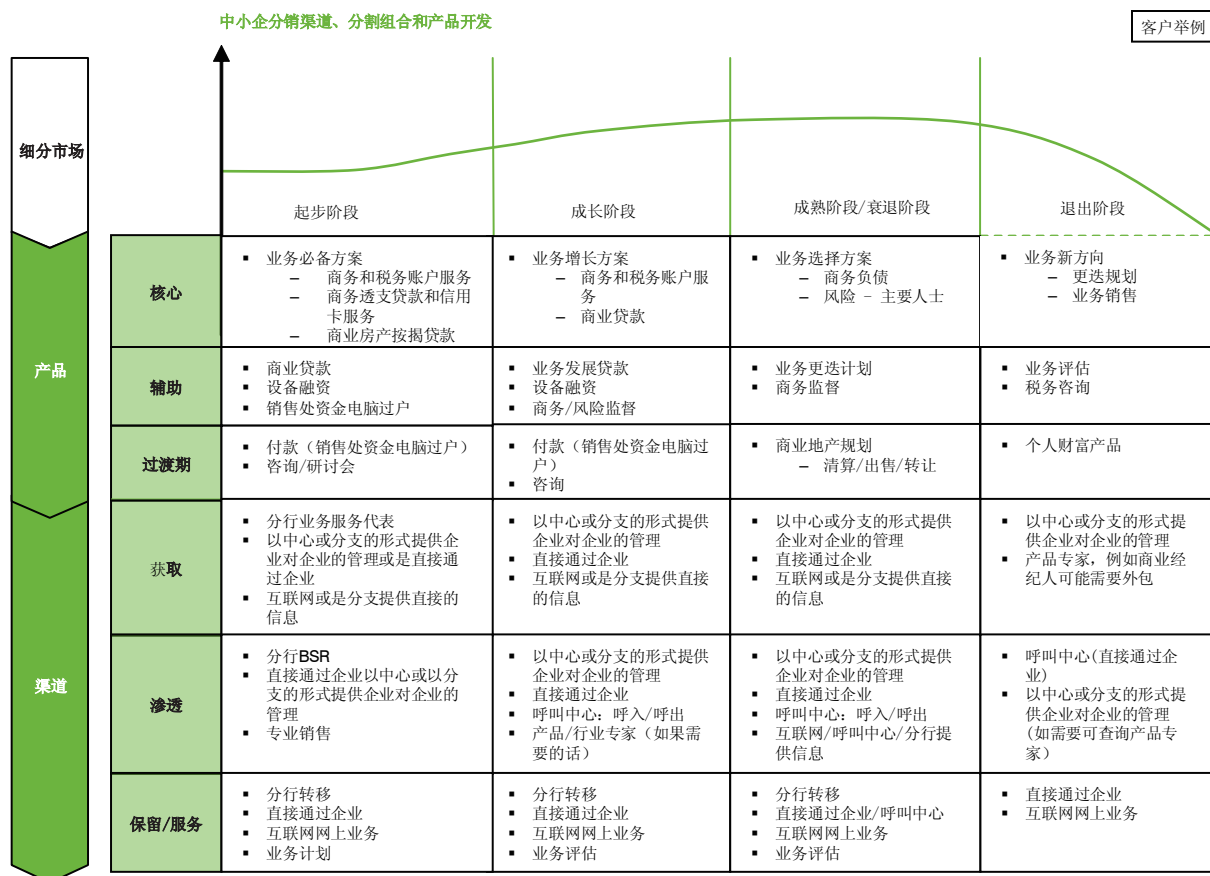 中小企分销渠道、分割组合和产品开发
客户举例
细分市场
起步阶段
成长阶段
成熟阶段/衰退阶段
退出阶段
产品
核心
▪ 业务必备方案
– 商务和税务账户服务
– 商务透支贷款和信用
卡服务
– 商业房产按揭贷款
▪ 业务增长方案
– 商务和税务账户服
务
– 商业贷款
▪ 业务选择方案
– 商务负债
– 风险 – 主要人士
▪ 业务新方向
– 更迭规划
– 业务销售
辅助
▪ 商业贷款
▪ 设备融资
▪ 销售处资金电脑过户
▪ 业务发展贷款
▪ 设备融资
▪ 商务/风险监督
▪ 业务更迭计划
▪ 商务监督
▪ 业务评估
▪ 税务咨询
过渡期
▪ 付款（销售处资金电脑过户）
▪ 咨询/研讨会
▪ 付款（销售处资金电脑过
户）
▪ 咨询
▪ 商业地产规划
– 清算/出售/转让
▪ 个人财富产品
渠道
获取
▪ 分行业务服务代表
▪ 以中心或分支的形式提供企
业对企业的管理或是直接通
过企业
▪ 互联网或是分支提供直接的
信息
▪ 以中心或分支的形式提供
企业对企业的管理
▪ 直接通过企业
▪ 互联网或是分支提供直接
的信息
▪ 以中心或分支的形式提供
企业对企业的管理
▪ 直接通过企业
▪ 互联网或是分支提供直接
的信息
▪ 以中心或分支的形式提
供企业对企业的管理
▪ 产品专家，例如商业经
纪人可能需要外包
渗透
▪ 分行BSR
▪ 直接通过企业以中心或以分
支的形式提供企业对企业的
管理
▪ 专业销售
▪ 以中心或分支的形式提供
企业对企业的管理
▪ 直接通过企业
▪ 呼叫中心：呼入/呼出
▪ 产品/行业专家（如果需
要的话）
▪ 以中心或分支的形式提供
企业对企业的管理
▪ 直接通过企业
▪ 呼叫中心：呼入/呼出
▪ 互联网/呼叫中心/分行提
供信息
▪ 呼叫中心(直接通过企
业)
▪ 以中心或分支的形式提
供企业对企业的管理
(如需要可查询产品专
家）
保留/服务
▪ 分行转移
▪ 直接通过企业
▪ 互联网网上业务
▪ 业务计划
▪ 分行转移
▪ 直接通过企业
▪ 互联网网上业务
▪ 业务评估
▪ 分行转移
▪ 直接通过企业/呼叫中心
▪ 互联网网上业务
▪ 业务评估
▪ 直接通过企业
▪ 互联网网上业务